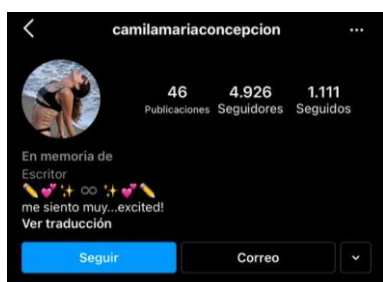 camilamariaconcepcion
46 4.926 1.111
Publicaciones Seguidores Seguidos
En memoria de
Escritor
✏️💕✨ ∞ ✨💕✏️
me siento muy...excited!
Ver traducción
Seguir Correo